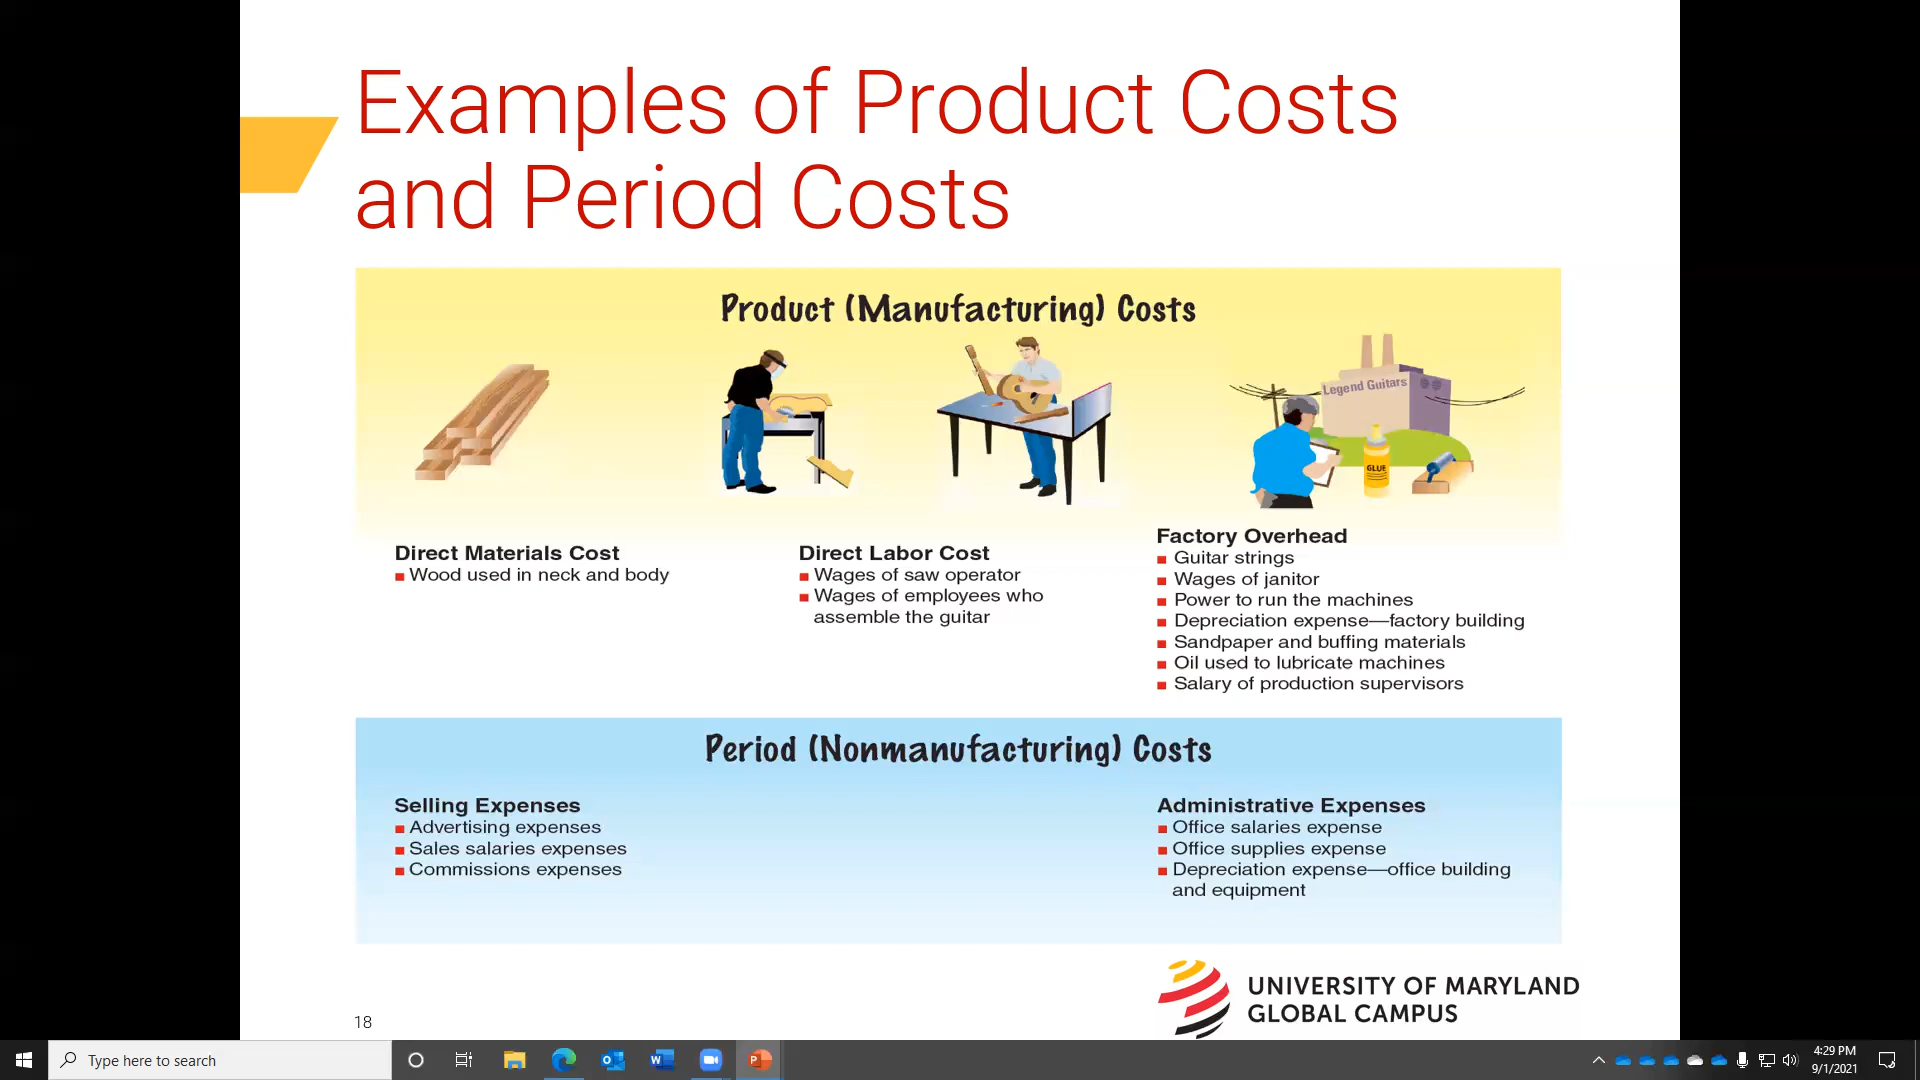 Examples of Product Costs
and Period Costs
Product (Manufacturing) Costs
Legend Guitars
GLUE
Direct Materials Cost
Wood used in neck and body
Direct Labor Cost
Wages of saw operator
Wages of employees who
assemble the guitar
Factory Overhead
Guitar strings
Wages of janitor
Power to run the machines
Depreciation expense—factory building
Sandpaper and buffing materials
Oil used to lubricate machines
Salary of production supervisors
Period (Nonmanufacturing) Costs
Selling Expenses
Advertising expenses
Sales salaries expenses
Commissions expenses
Administrative Expenses
Office salaries expense
Office supplies expense
Depreciation expense—office building
and equipment
UNIVERSITY OF MARYLAND
GLOBAL CAMPUS
18
Type here to search
4:29 PM
9/1/2021